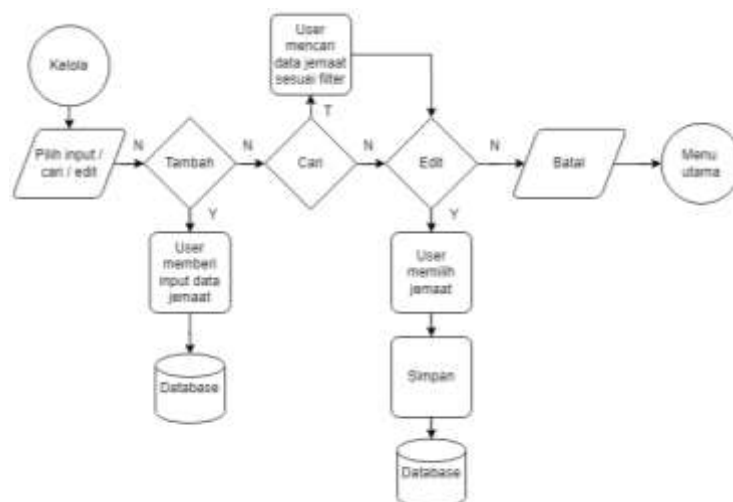 User
mencari
data jemaat
sesuai filter
Kelola
T
Pilih input /
cari / edit
N
Tambah
N
Cari
N
Edit
N
Batal
Menu
utama
Y
Y
User
memberi
input data
jemaat
User
memilih
jemaat
Database
Simpan
Database